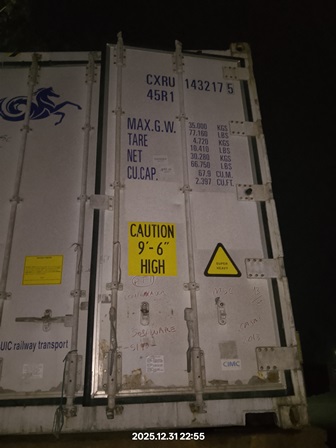 CXRU 143217 5
45R1
MAX.G.W. 35.000 KGS
77.160 LBS
TARE 4.720 KGS
10.410 LBS
NET 30.280 KGS
66.750 LBS
CU.CAP. 67.9 CU.M.
2.397 CU.FT.
CAUTION
9'-6"
HIGH
UIC railway transport
2025.12.31 22:55